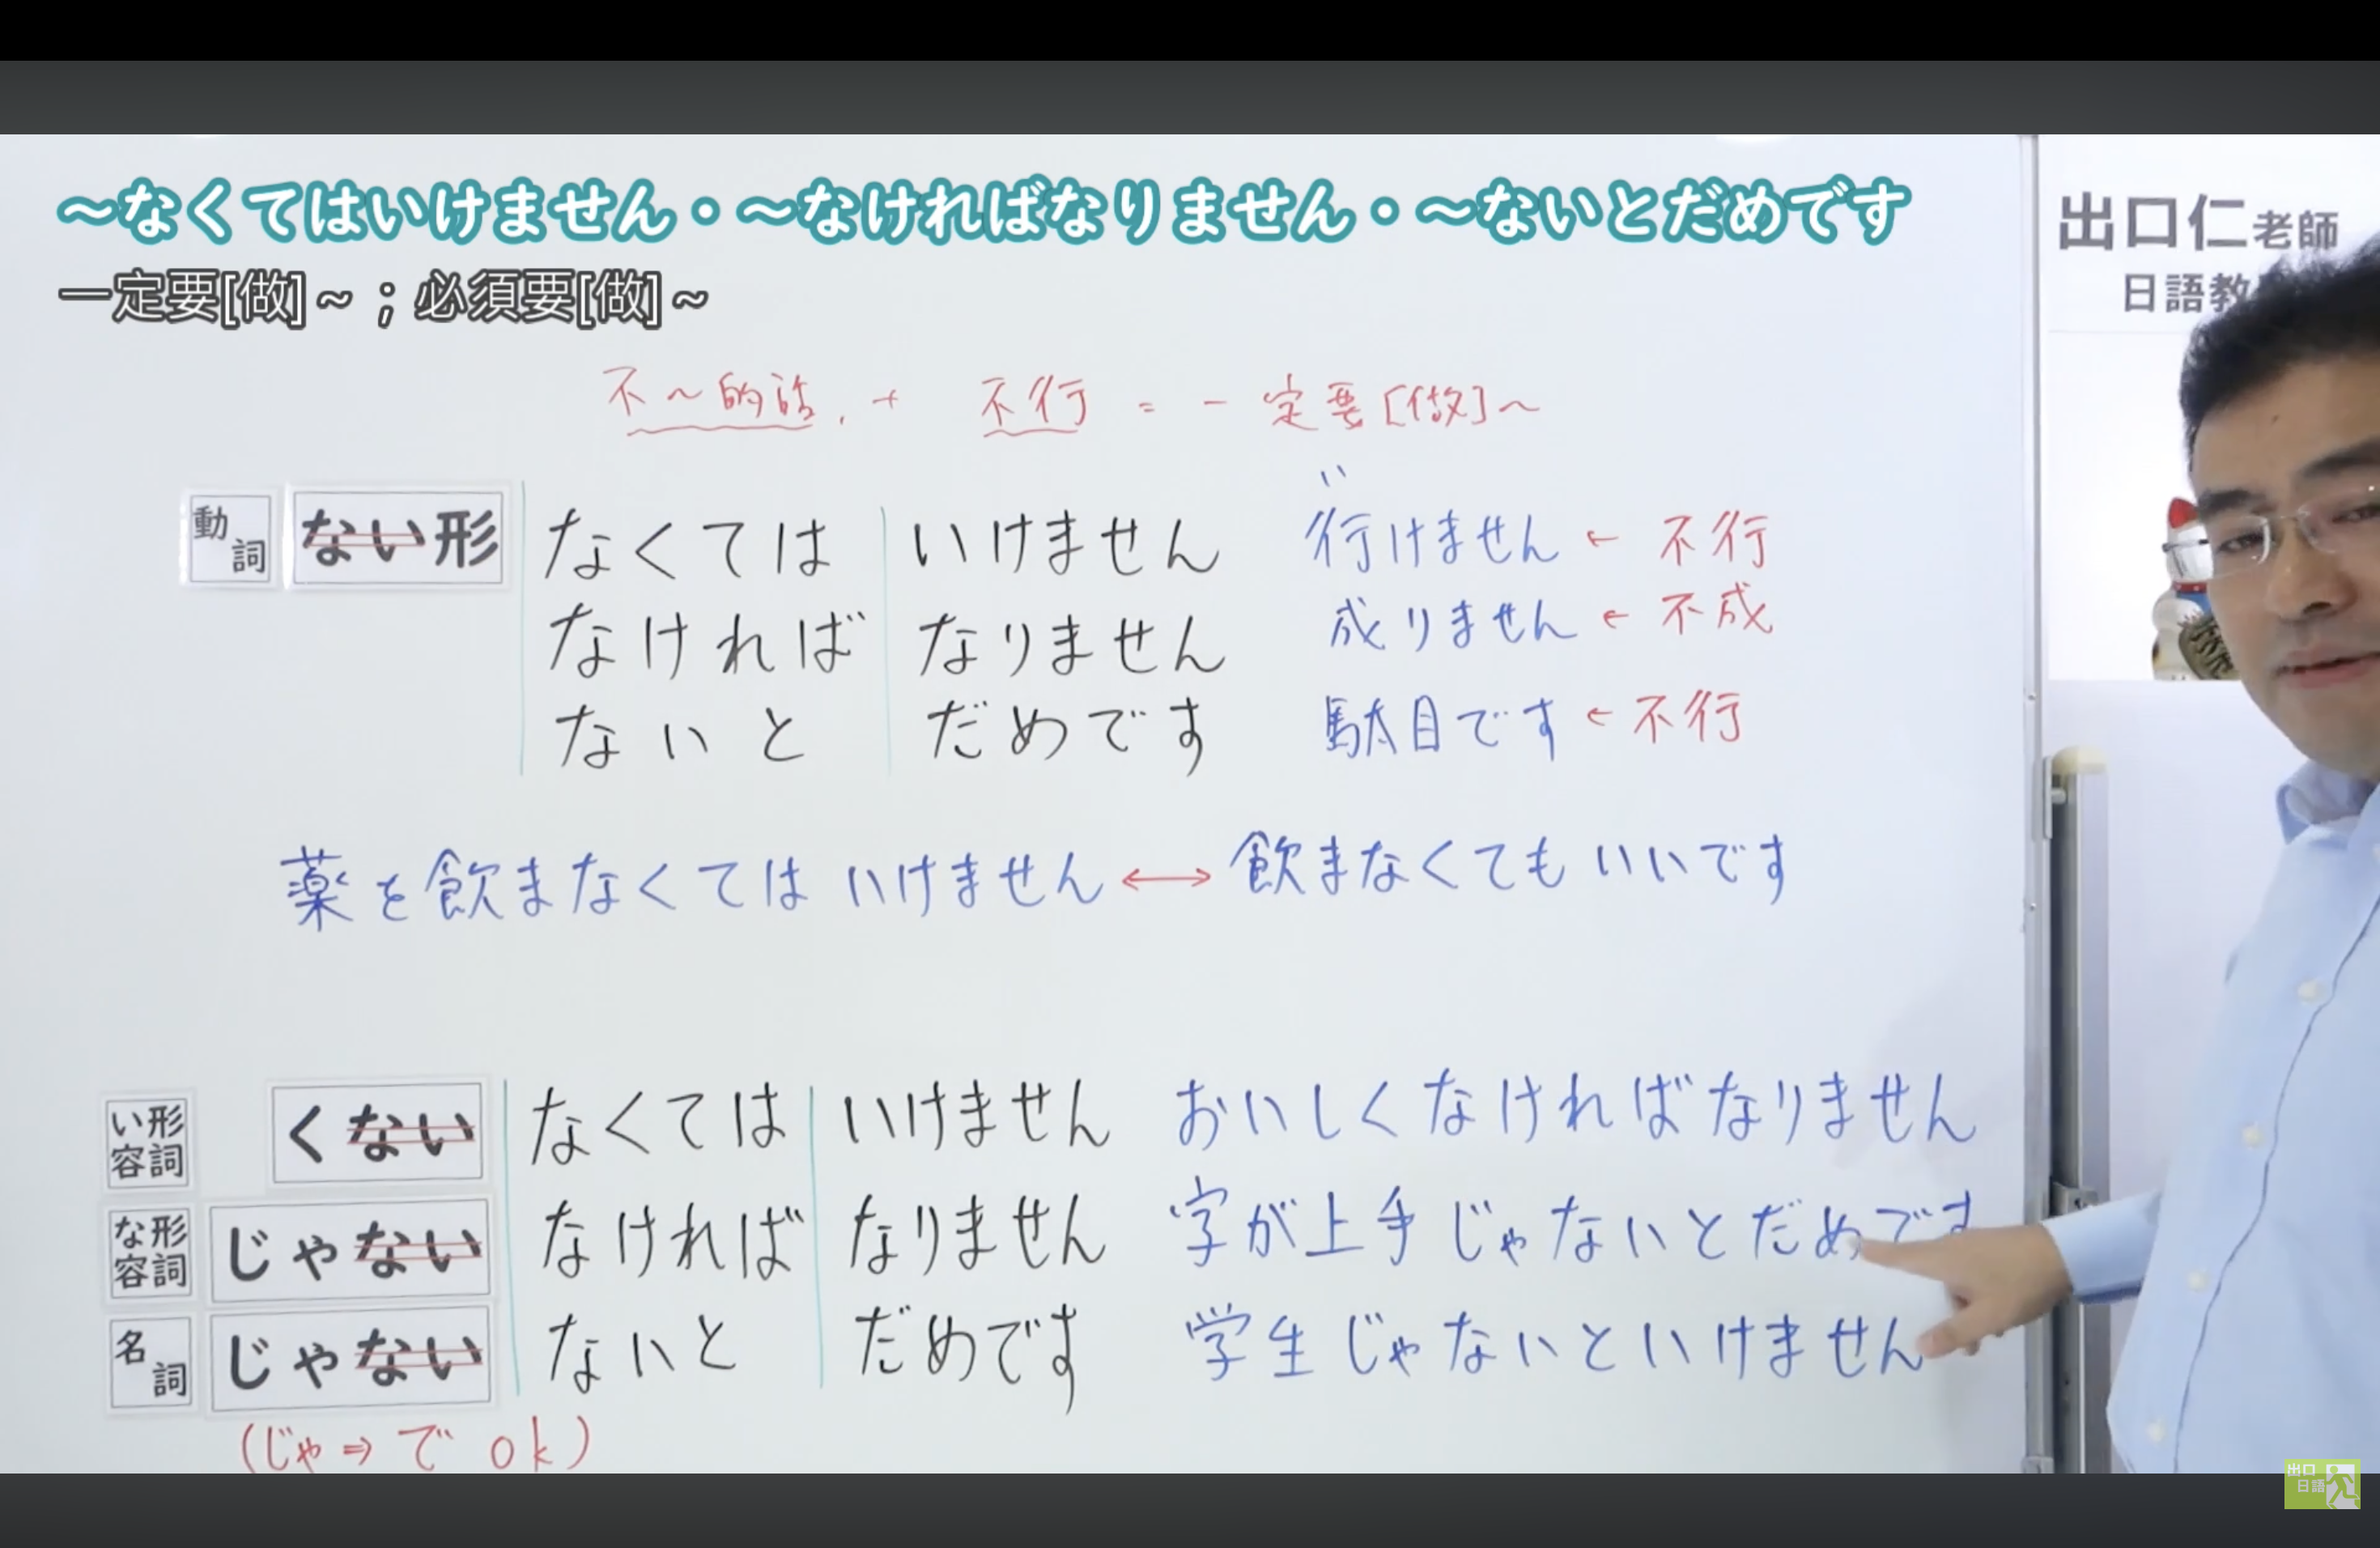 ～なくてはいけません・～なければなりません・～ないとだめです
一定要[做]～；必須要[做]～
出口仁老師
日語教
不～的話，+ 不行 = 一定要[做]～
動詞 ない形 なくては いけません 行けません ← 不行
い
なければ なりません 成りません ← 不成
ないと だめです 駄目です ← 不行
薬を飲まなくてはいけません ↔ 飲まなくてもいいです
い形容詞 くない なくては いけません おいしくなければなりません
な形容詞 じゃない なければ なりません 字が上手じゃないとだめです
名詞 じゃない ないと だめです 学生じゃないといけません
(じゃ⇒で ok)
出口
日語